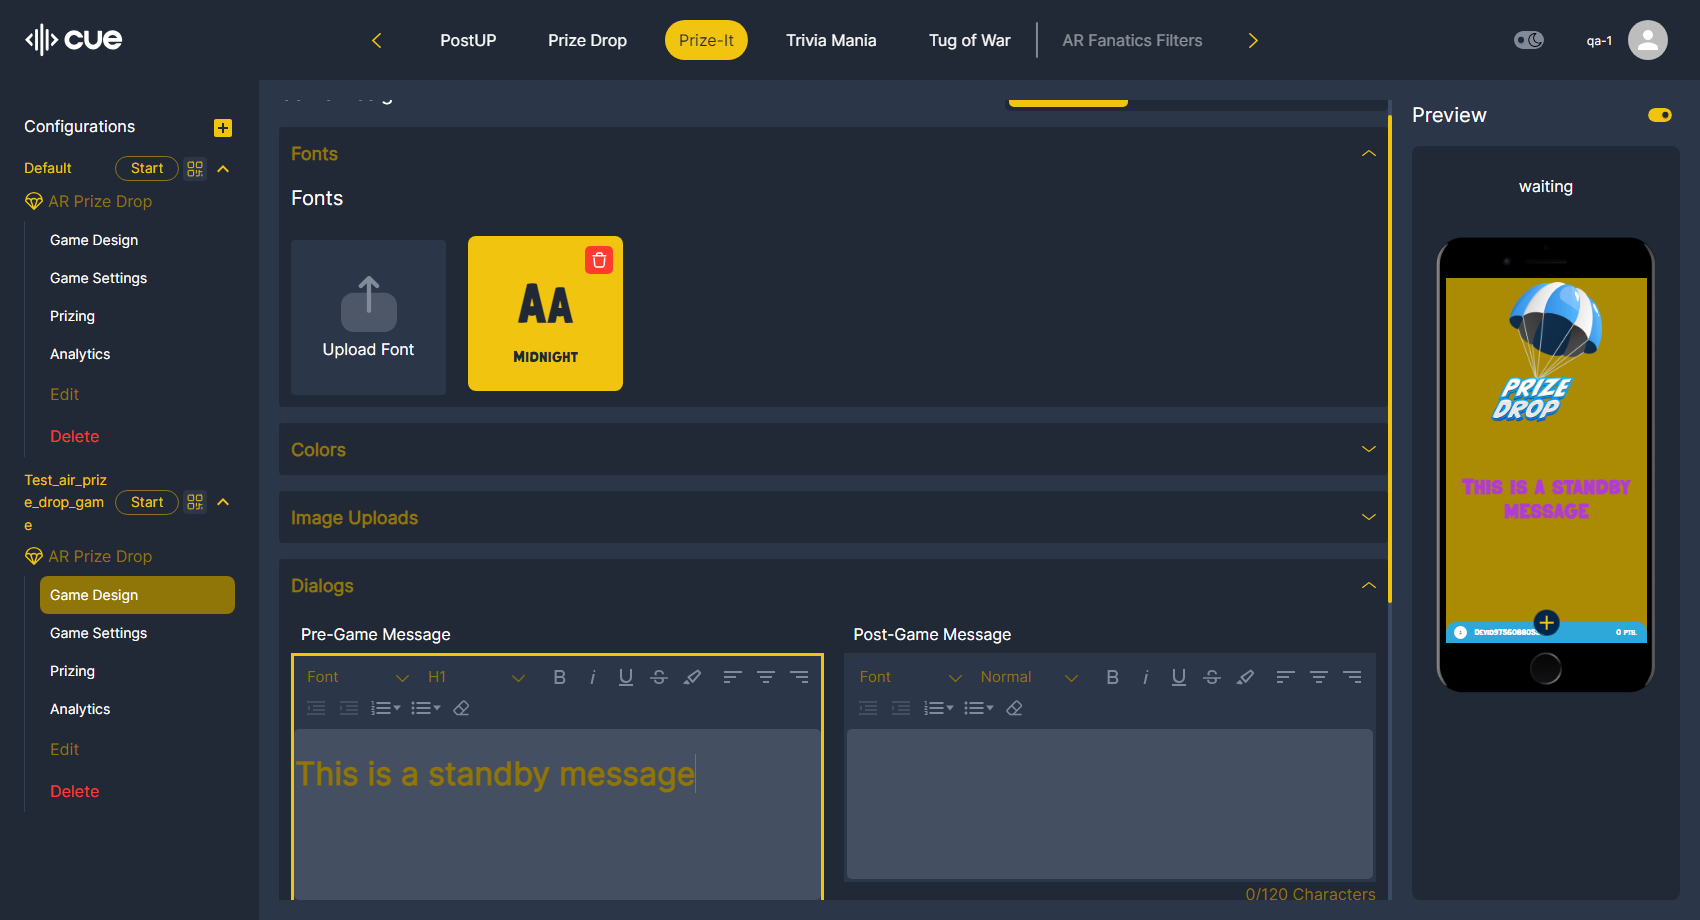 cue
PostUP
Prize Drop
Prize-It
Trivia Mania
Tug of War
AR Fanatics Filters
qa-1
Configurations
Default
Start
AR Prize Drop
Game Design
Game Settings
Prizing
Analytics
Edit
Delete
Test_air_priz
e_drop_gam
e
Start
AR Prize Drop
Game Design
Game Settings
Prizing
Analytics
Edit
Delete
Fonts
Fonts
Upload Font
AA
MIDNIGHT
Colors
Image Uploads
Dialogs
Pre-Game Message
Font
H1
B i U S
This is a standby message
Post-Game Message
Font
Normal
B i U S
0/120 Characters
Preview
waiting
PRIZE
DROP
THIS IS A STANDBY
MESSAGE
0 PTS.